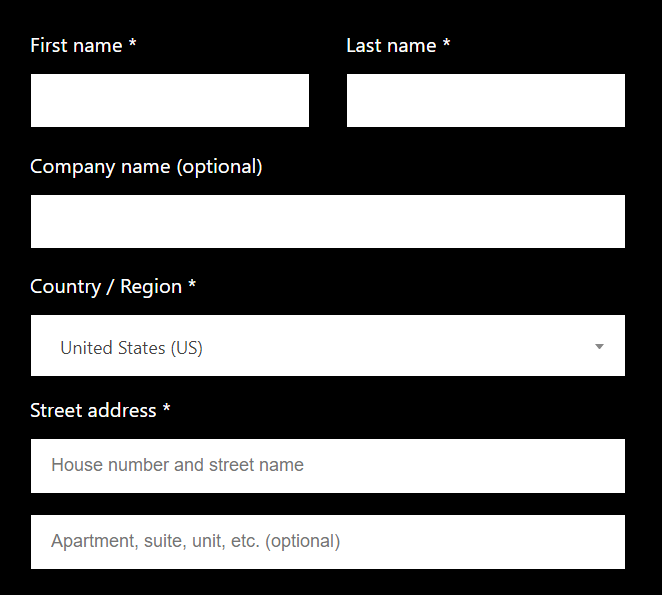 First name *
Last name *
Company name (optional)
Country / Region *
United States (US)
Street address *
House number and street name
Apartment, suite, unit, etc. (optional)